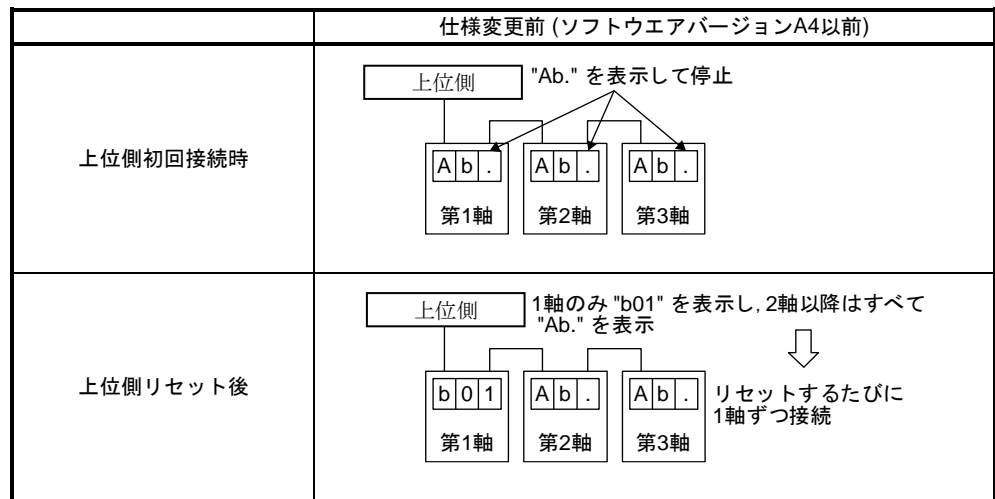 仕様変更前 (ソフトウエアバージョンA4以前)
上位側初回接続時
上位側
"Ab." を表示して停止
A b .
A b .
A b .
第1軸
第2軸
第3軸
上位側リセット後
上位側
1軸のみ "b01" を表示し, 2軸以降はすべて
"Ab." を表示
b 0 1
A b .
A b .
リセットするたびに
1軸ずつ接続
第1軸
第2軸
第3軸